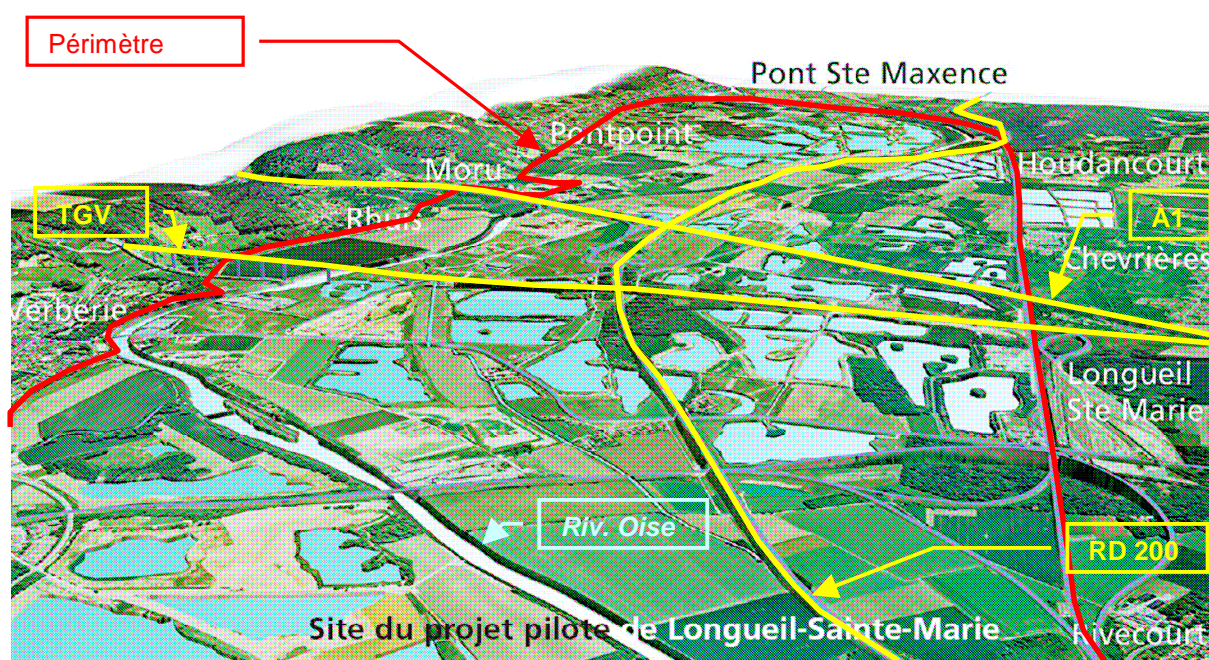 Périmètre
Pont Ste Maxence
Pontpoint
Moru
Houdancourt
TGV
Rhuis
A1
Chevrières
Verberie
Longueil
Ste Marie
Riv. Oise
RD 200
Site du projet pilote de Longueil-Sainte-Marie
Rivecourt